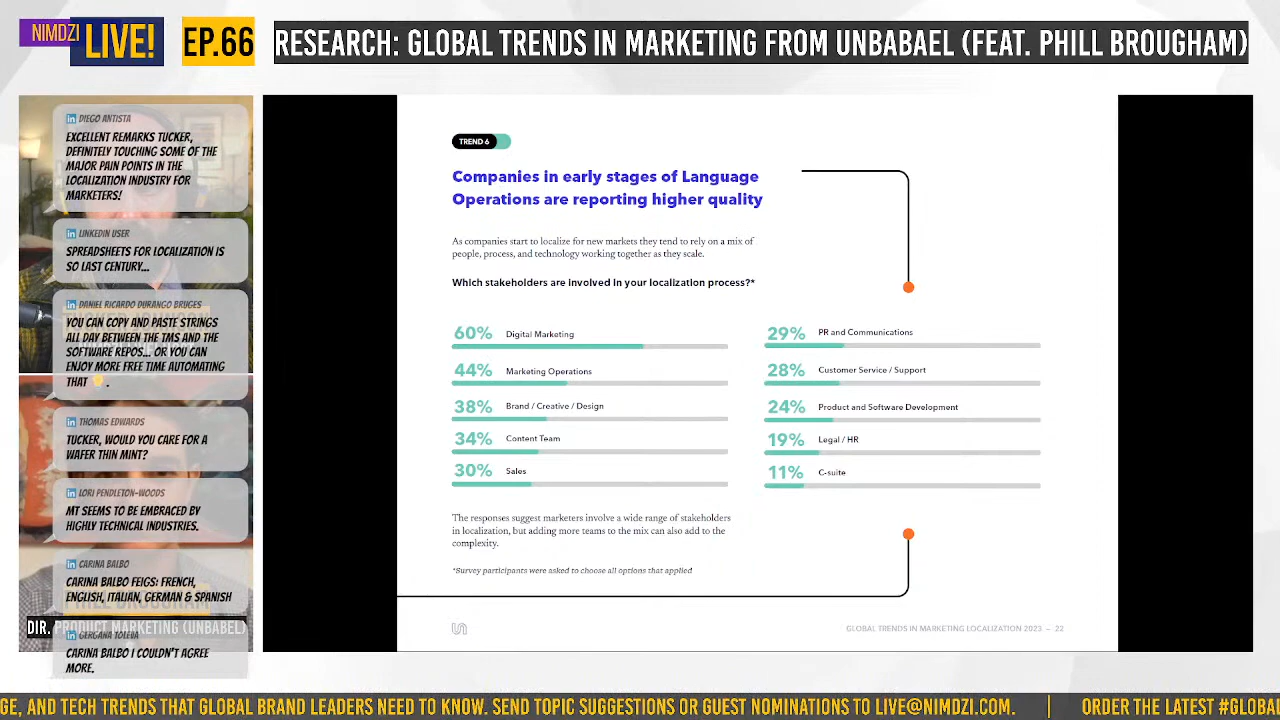 NIMDZI LIVE!
EP.66
RESEARCH: GLOBAL TRENDS IN MARKETING FROM UNBABAEL (FEAT. PHILL BROUGHAM)
DIEGO ANTISTA
EXCELLENT REMARKS TUCKER,
DEFINITELY TOUCHING SOME OF THE
MAJOR PAIN POINTS IN THE
LOCALIZATION INDUSTRY FOR
MARKETERS!
LINKEDIN USER
SPREADSHEETS FOR LOCALIZATION IS
SO LAST CENTURY...
DANIEL RICARDO DURANGO BRUGES
YOU CAN COPY AND PASTE STRINGS
ALL DAY BETWEEN THE TMS AND THE
SOFTWARE REPOS... OR YOU CAN
ENJOY MORE FREE TIME AUTOMATING
THAT 💡 .
THOMAS EDWARDS
TUCKER, WOULD YOU CARE FOR A
WAFER THIN MINT?
LORI PENDLETON-WOODS
MT SEEMS TO BE EMBRACED BY
HIGHLY TECHNICAL INDUSTRIES.
CARINA BALBO
CARINA BALBO FEIGS: FRENCH,
ENGLISH, ITALIAN, GERMAN & SPANISH
PHILL BROUGHAM
DIR. PRODUCT MARKETING (UNBABEL)
GERGANA TOLEVA
CARINA BALBO I COULDN'T AGREE
MORE.
TREND 6
Companies in early stages of Language
Operations are reporting higher quality
As companies start to localize for new markets they tend to rely on a mix of
people, process, and technology working together as they scale.
Which stakeholders are involved in your localization process?*
60% Digital Marketing
44% Marketing Operations
38% Brand / Creative / Design
34% Content Team
30% Sales
29% PR and Communications
28% Customer Service / Support
24% Product and Software Development
19% Legal / HR
11% C-suite
The responses suggest marketers involve a wide range of stakeholders
in localization, but adding more teams to the mix can also add to the
complexity.
*Survey participants were asked to choose all options that applied
GLOBAL TRENDS IN MARKETING LOCALIZATION 2023 — 22
GE, AND TECH TRENDS THAT GLOBAL BRAND LEADERS NEED TO KNOW. SEND TOPIC SUGGESTIONS OR GUEST NOMINATIONS TO LIVE@NIMDZI.COM. | ORDER THE LATEST #GLOBAL